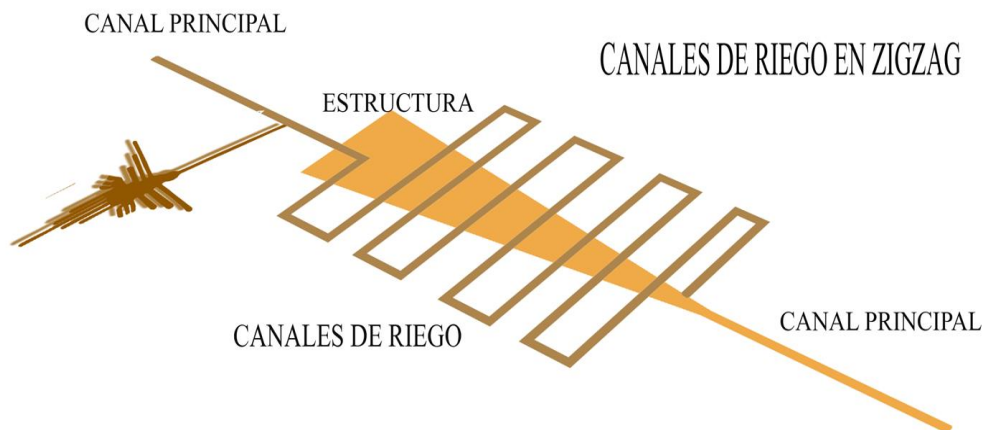 CANAL PRINCIPAL
CANALES DE RIEGO EN ZIGZAG
ESTRUCTURA
CANALES DE RIEGO
CANAL PRINCIPAL